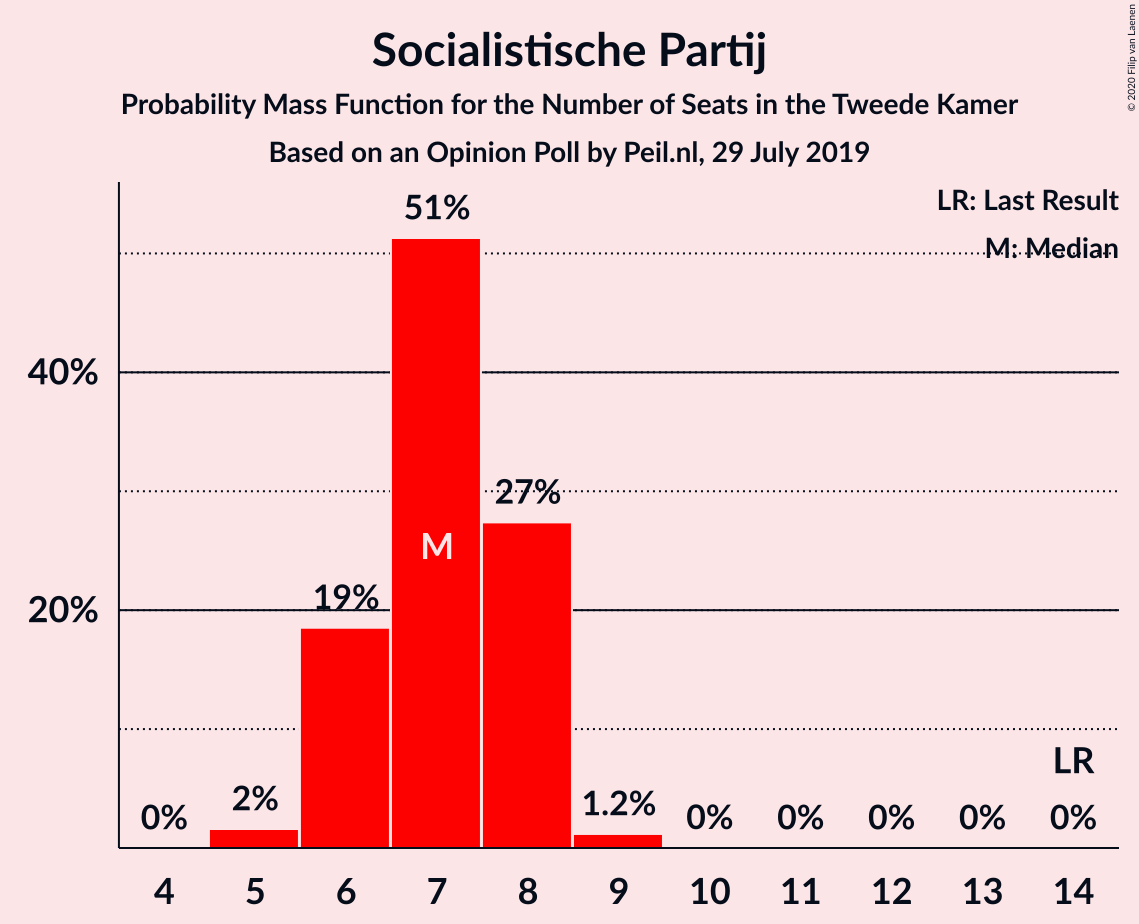 Socialistische Partij
Probability Mass Function for the Number of Seats in the Tweede Kamer
Based on an Opinion Poll by Peil.nl, 29 July 2019
© 2020 Filip van Laenen
LR: Last Result
M: Median
51%
40%
27%
M
19%
20%
LR
0% 2% 1.2% 0% 0% 0% 0% 0%
4 5 6 7 8 9 10 11 12 13 14